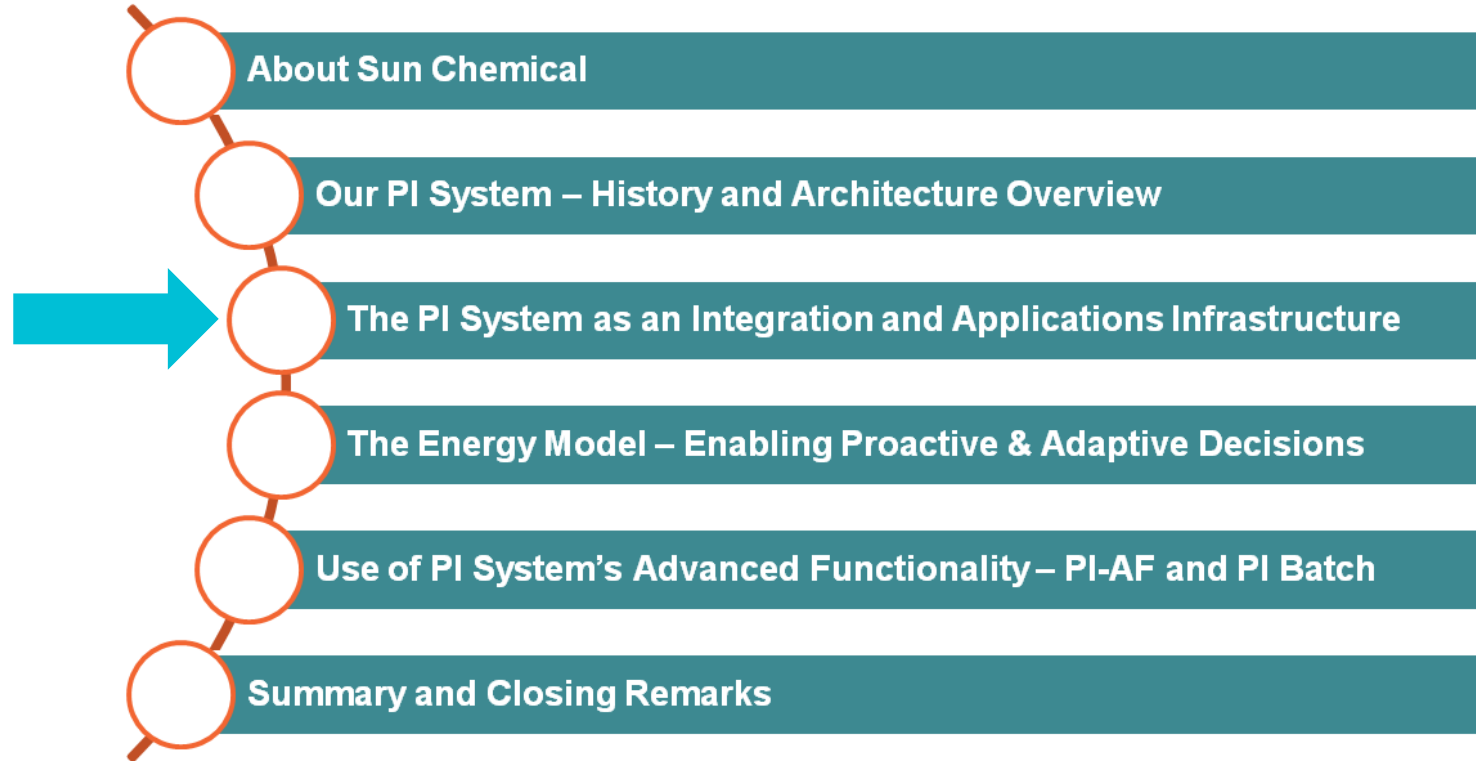 About Sun Chemical
Our PI System – History and Architecture Overview
The PI System as an Integration and Applications Infrastructure
The Energy Model – Enabling Proactive & Adaptive Decisions
Use of PI System’s Advanced Functionality – PI-AF and PI Batch
Summary and Closing Remarks